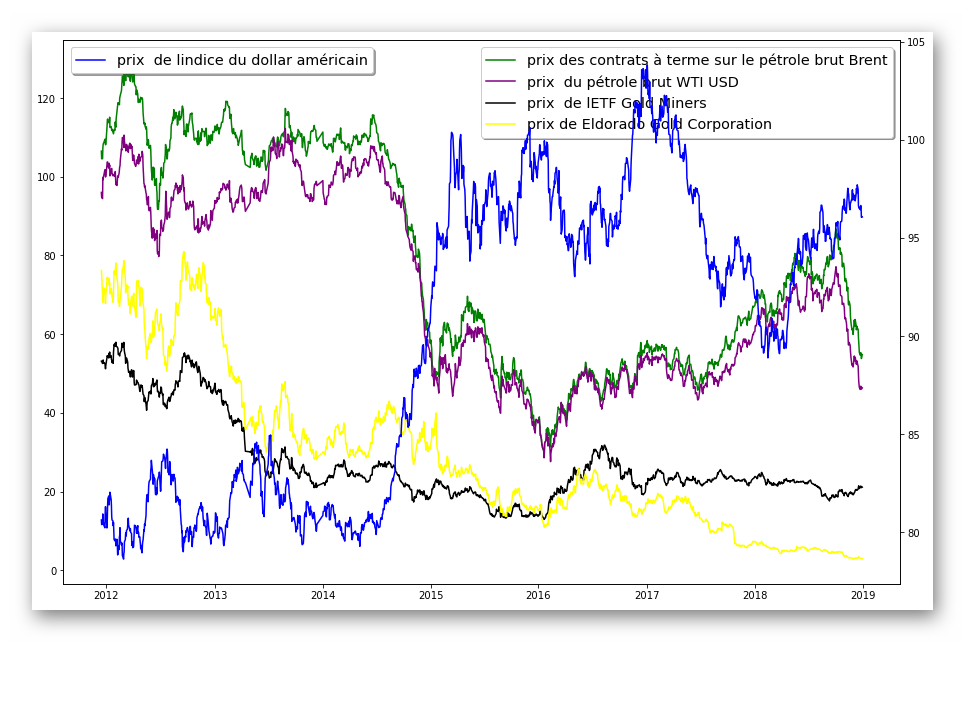 prix  de lindice du dollar américain
prix des contrats à terme sur le pétrole brut Brent
prix  du pétrole brut WTI USD
prix  de lETF Gold Miners
prix de Eldorado Gold Corporation
120
100
80
60
40
20
0
105
100
95
90
85
80
2012 2013 2014 2015 2016 2017 2018 2019